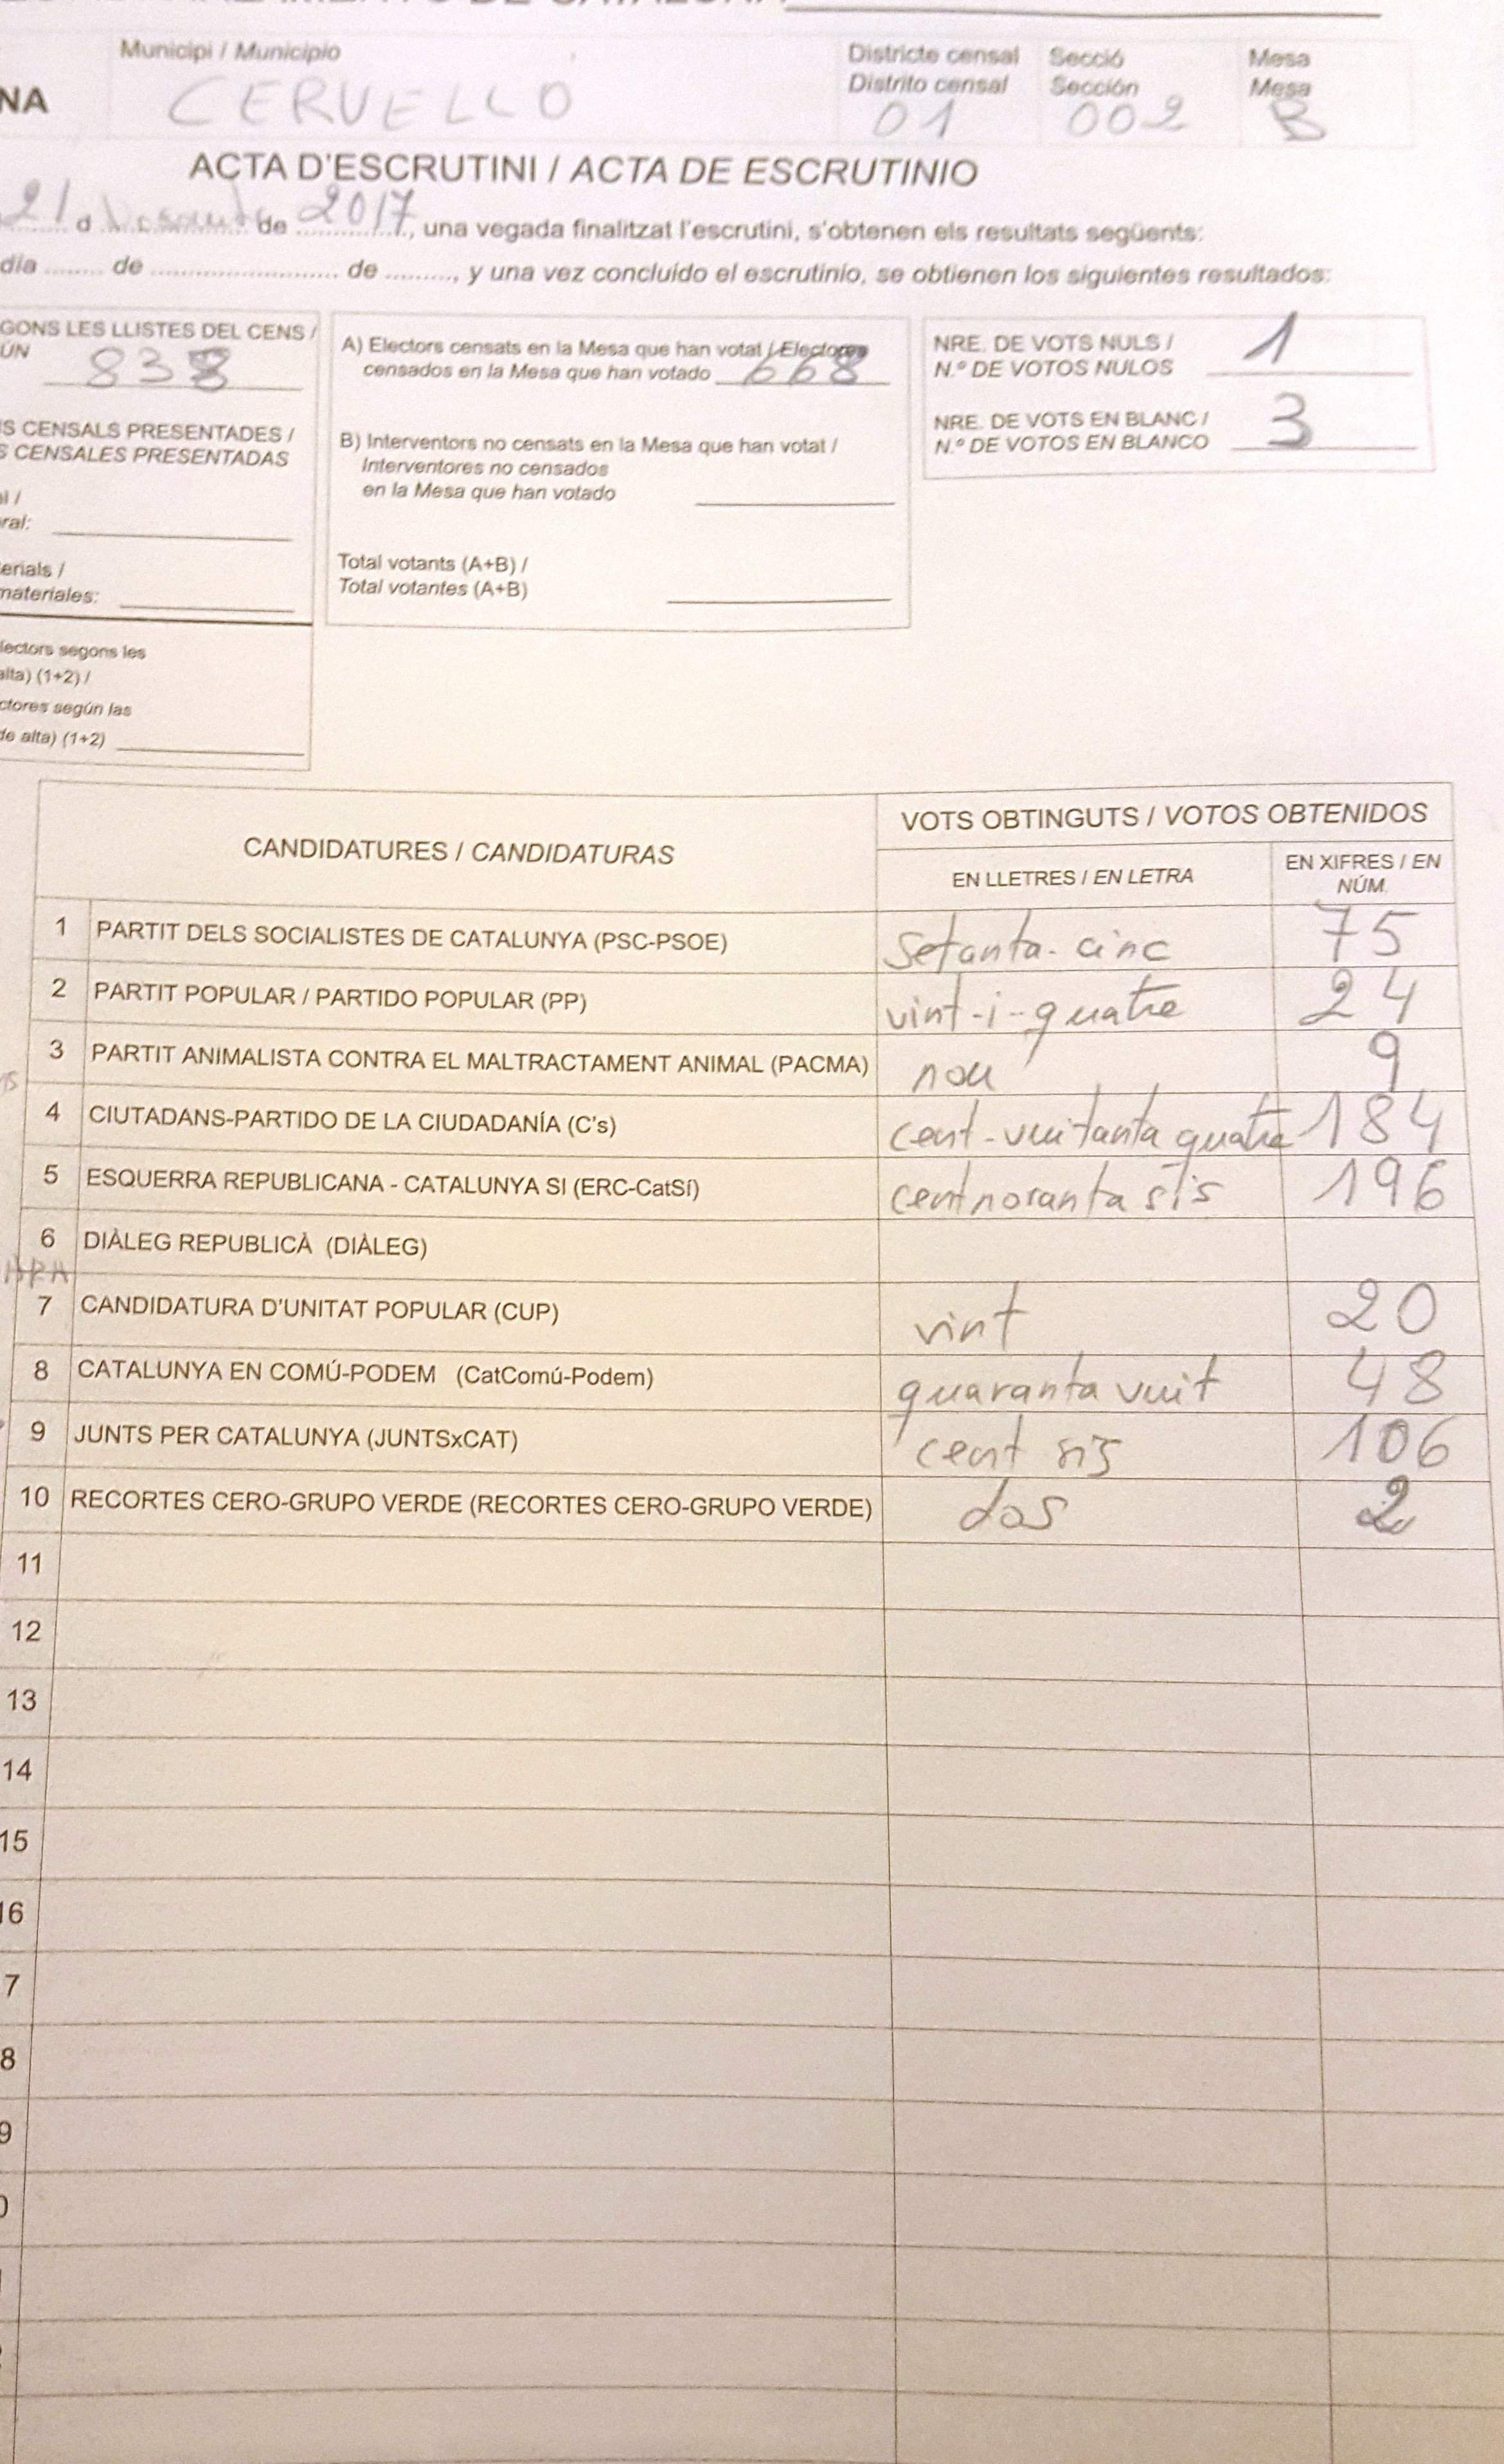 Municipi / Municipio
Districte censal Secció Mesa
Distrito censal Sección Mesa
NA CERVELLO 01 002 B
ACTA D'ESCRUTINI / ACTA DE ESCRUTINIO
21 d de 2017, una vegada finalitzat l'escrutini, s'obtenen els resultats següents:
día ........ de ........................ de ........., y una vez concluido el escrutinio, se obtienen los siguientes resultados:
GONS LES LLISTES DEL CENS /
ÚN 838
S CENSALS PRESENTADES /
S CENSALES PRESENTADAS
al /
ral:
erials /
materiales:
lectors segons les
alta) (1+2) /
ctores según las
de alta) (1+2)
A) Electors censats en la Mesa que han votat / Electores
censados en la Mesa que han votado 668
B) Interventors no censats en la Mesa que han votat /
Interventores no censados
en la Mesa que han votado
Total votants (A+B) /
Total votantes (A+B)
NRE. DE VOTS NULS /
N.º DE VOTOS NULOS 1
NRE. DE VOTS EN BLANC /
N.º DE VOTOS EN BLANCO 3
CANDIDATURES / CANDIDATURAS
VOTS OBTINGUTS / VOTOS OBTENIDOS
EN LLETRES / EN LETRA
EN XIFRES / EN
NÚM.
1 PARTIT DELS SOCIALISTES DE CATALUNYA (PSC-PSOE) setanta-cinc 75
2 PARTIT POPULAR / PARTIDO POPULAR (PP) vint-i-quatre 24
3 PARTIT ANIMALISTA CONTRA EL MALTRACTAMENT ANIMAL (PACMA) nou 9
4 CIUTADANS-PARTIDO DE LA CIUDADANÍA (C's) cent-vuitanta quatre 184
5 ESQUERRA REPUBLICANA - CATALUNYA SI (ERC-CatSí) cent noranta sis 196
6 DIÀLEG REPUBLICÀ (DIÀLEG)
7 CANDIDATURA D'UNITAT POPULAR (CUP) vint 20
8 CATALUNYA EN COMÚ-PODEM (CatComú-Podem) quaranta vuit 48
9 JUNTS PER CATALUNYA (JUNTSxCAT) cent sis 106
10 RECORTES CERO-GRUPO VERDE (RECORTES CERO-GRUPO VERDE) dos 2
11
12
13
14
15
16
7
8
9